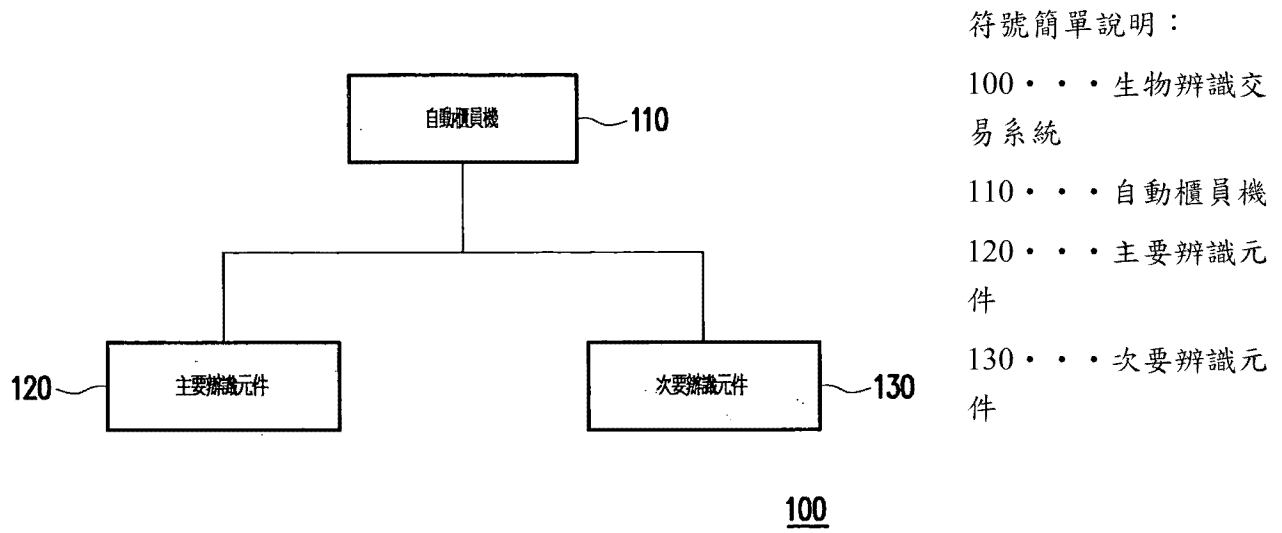 符號簡單說明：
100・・・生物辨識交
易系統
110・・・自動櫃員機
120・・・主要辨識元
件
130・・・次要辨識元
件
自動櫃員機
110
120
主要辨識元件
次要辨識元件
130
100